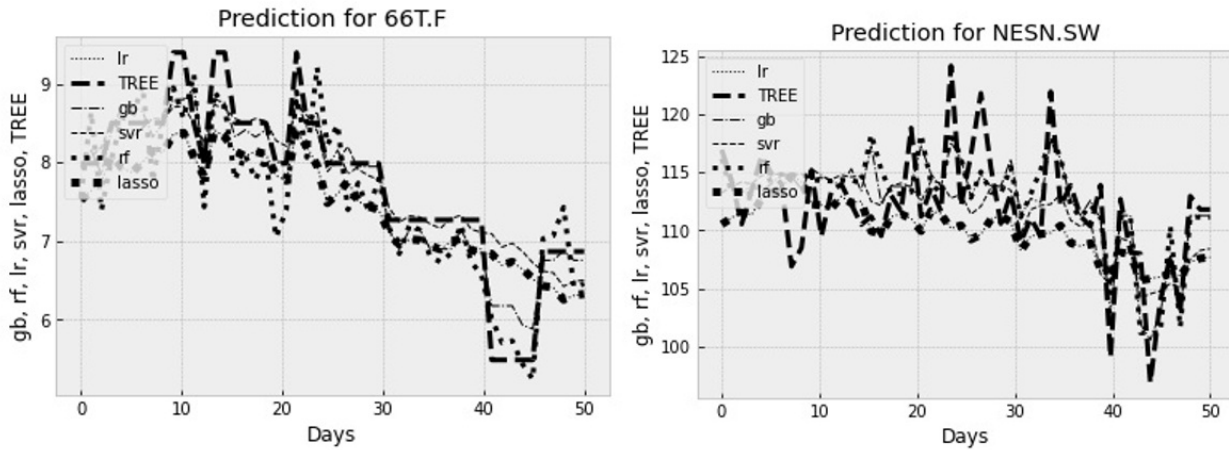 Prediction for 66T.F
gb, rf, lr, svr, lasso, TREE
9
8
7
6
lr
TREE
gb
svr
rf
lasso
0 10 20 30 40 50
Days
Prediction for NESN.SW
gb, rf, lr, svr, lasso, TREE
125
120
115
110
105
100
lr
TREE
gb
svr
rf
lasso
0 10 20 30 40 50
Days